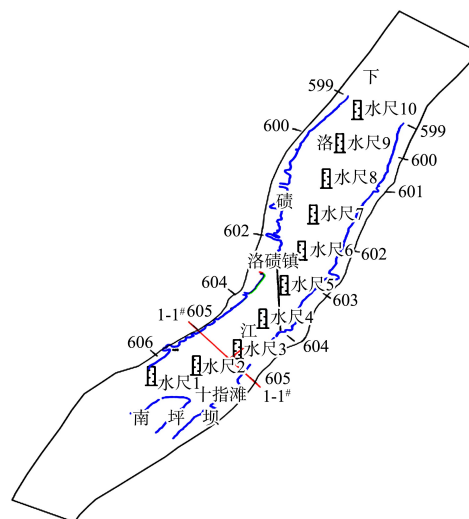 下
599
水尺10
599
600
洛
水尺9
600
水尺8
601
碛
水尺7
602
水尺6
602
洛碛镇
水尺5
603
604
1-1#
605
江
水尺4
604
水尺3
606
水尺2
水尺1
605
十指滩
1-1#
南坪坝